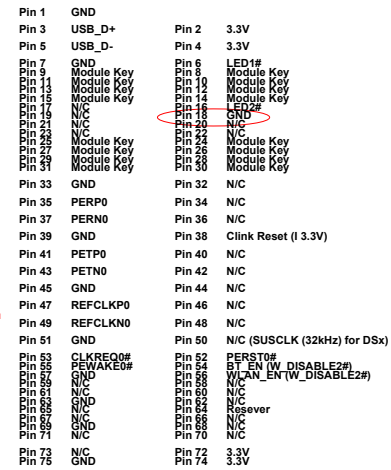 Pin 1 GND
Pin 3 USB_D+ Pin 2 3.3V
Pin 5 USB_D- Pin 4 3.3V
Pin 7 GND Pin 6 LED1#
Pin 9 Module Key Pin 8 Module Key
Pin 11 Module Key Pin 10 Module Key
Pin 13 Module Key Pin 12 Module Key
Pin 15 Module Key Pin 14 Module Key
Pin 17 N/C Pin 16 LED2#
Pin 19 N/C Pin 18 GND
Pin 21 N/C Pin 20 N/C
Pin 23 N/C Pin 22 N/C
Pin 25 Module Key Pin 24 Module Key
Pin 27 Module Key Pin 26 Module Key
Pin 29 Module Key Pin 28 Module Key
Pin 31 Module Key Pin 30 Module Key
Pin 33 GND Pin 32 N/C
Pin 35 PERP0 Pin 34 N/C
Pin 37 PERN0 Pin 36 N/C
Pin 39 GND Pin 38 Clink Reset (I 3.3V)
Pin 41 PETP0 Pin 40 N/C
Pin 43 PETN0 Pin 42 N/C
Pin 45 GND Pin 44 N/C
Pin 47 REFCLKP0 Pin 46 N/C
Pin 49 REFCLKN0 Pin 48 N/C
Pin 51 GND Pin 50 N/C (SUSCLK (32kHz) for DSx)
Pin 53 CLKREQ0# Pin 52 PERST0#
Pin 55 PEWAKE0# Pin 54 BT_EN (W_DISABLE2#)
Pin 57 GND Pin 56 WLAN_EN (W_DISABLE2#)
Pin 59 N/C Pin 58 N/C
Pin 61 N/C Pin 60 N/C
Pin 63 GND Pin 62 N/C
Pin 65 N/C Pin 64 Resever
Pin 67 N/C Pin 66 N/C
Pin 69 GND Pin 68 N/C
Pin 71 N/C Pin 70 N/C
Pin 73 N/C Pin 72 3.3V
Pin 75 GND Pin 74 3.3V